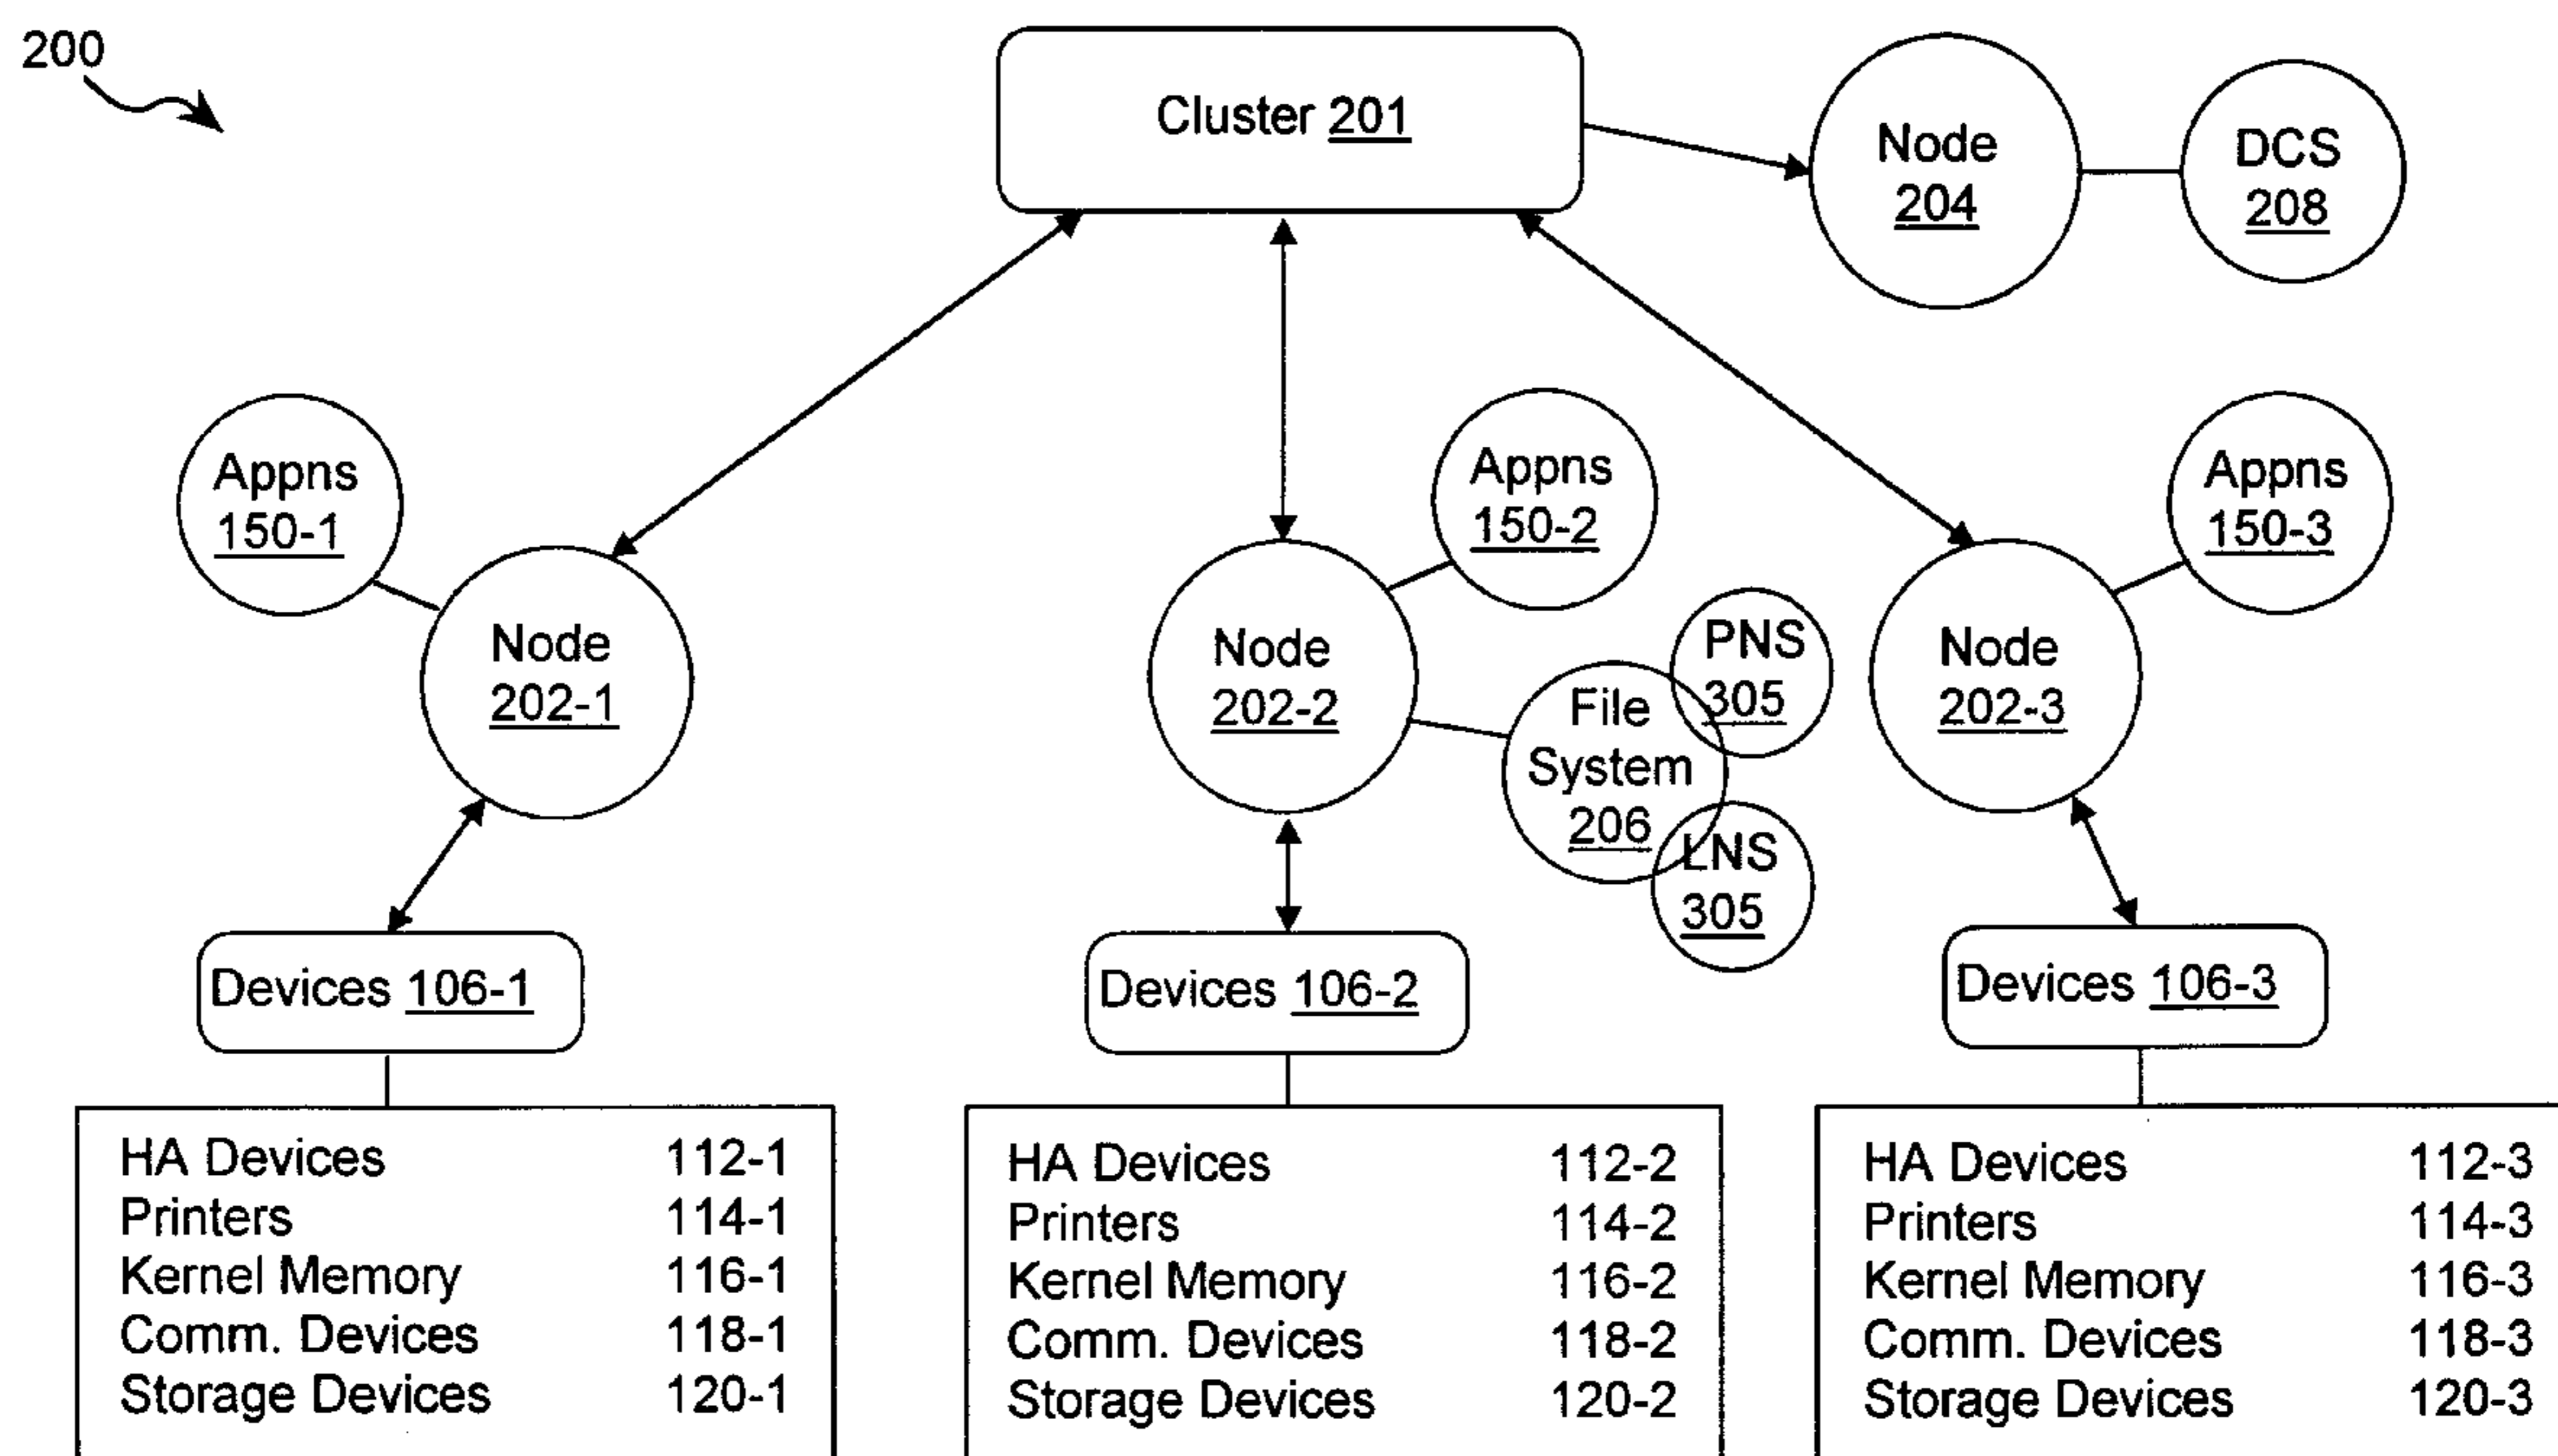 200
Cluster 201
Node
204
DCS
208
Appns
150-1
Node
202-1
Appns
150-2
Node
202-2
PNS
305
File
System
206
LNS
305
Appns
150-3
Node
202-3
Devices 106-1
Devices 106-2
Devices 106-3
HA Devices 112-1
Printers 114-1
Kernel Memory 116-1
Comm. Devices 118-1
Storage Devices 120-1
HA Devices 112-2
Printers 114-2
Kernel Memory 116-2
Comm. Devices 118-2
Storage Devices 120-2
HA Devices 112-3
Printers 114-3
Kernel Memory 116-3
Comm. Devices 118-3
Storage Devices 120-3